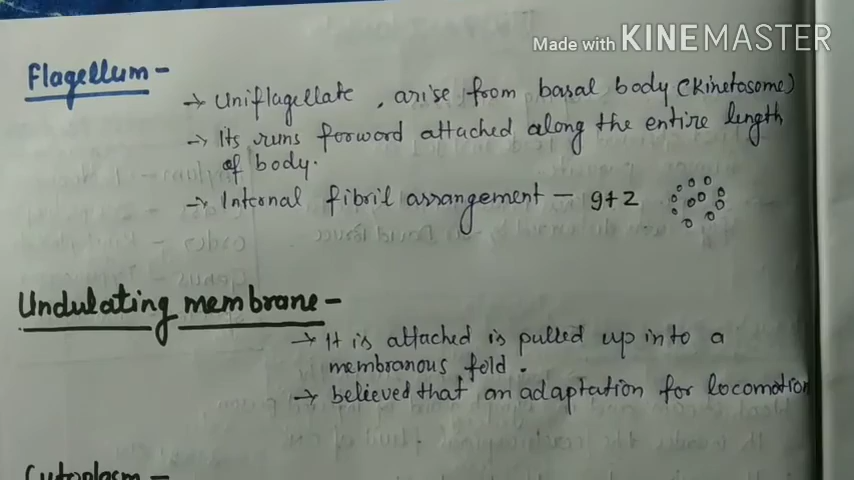 Made with KINEMASTER
Flagellum -
→ Uniflagellate, arise from basal body (Kinetosome)
→ Its runs forward attached along the entire length
of body.
→ Internal fibril arrangement - 9+2
Undulating membrane -
→ It is attached is pulled up into a
membranous fold.
→ believed that an adaptation for locomotion
Cytoplasm -